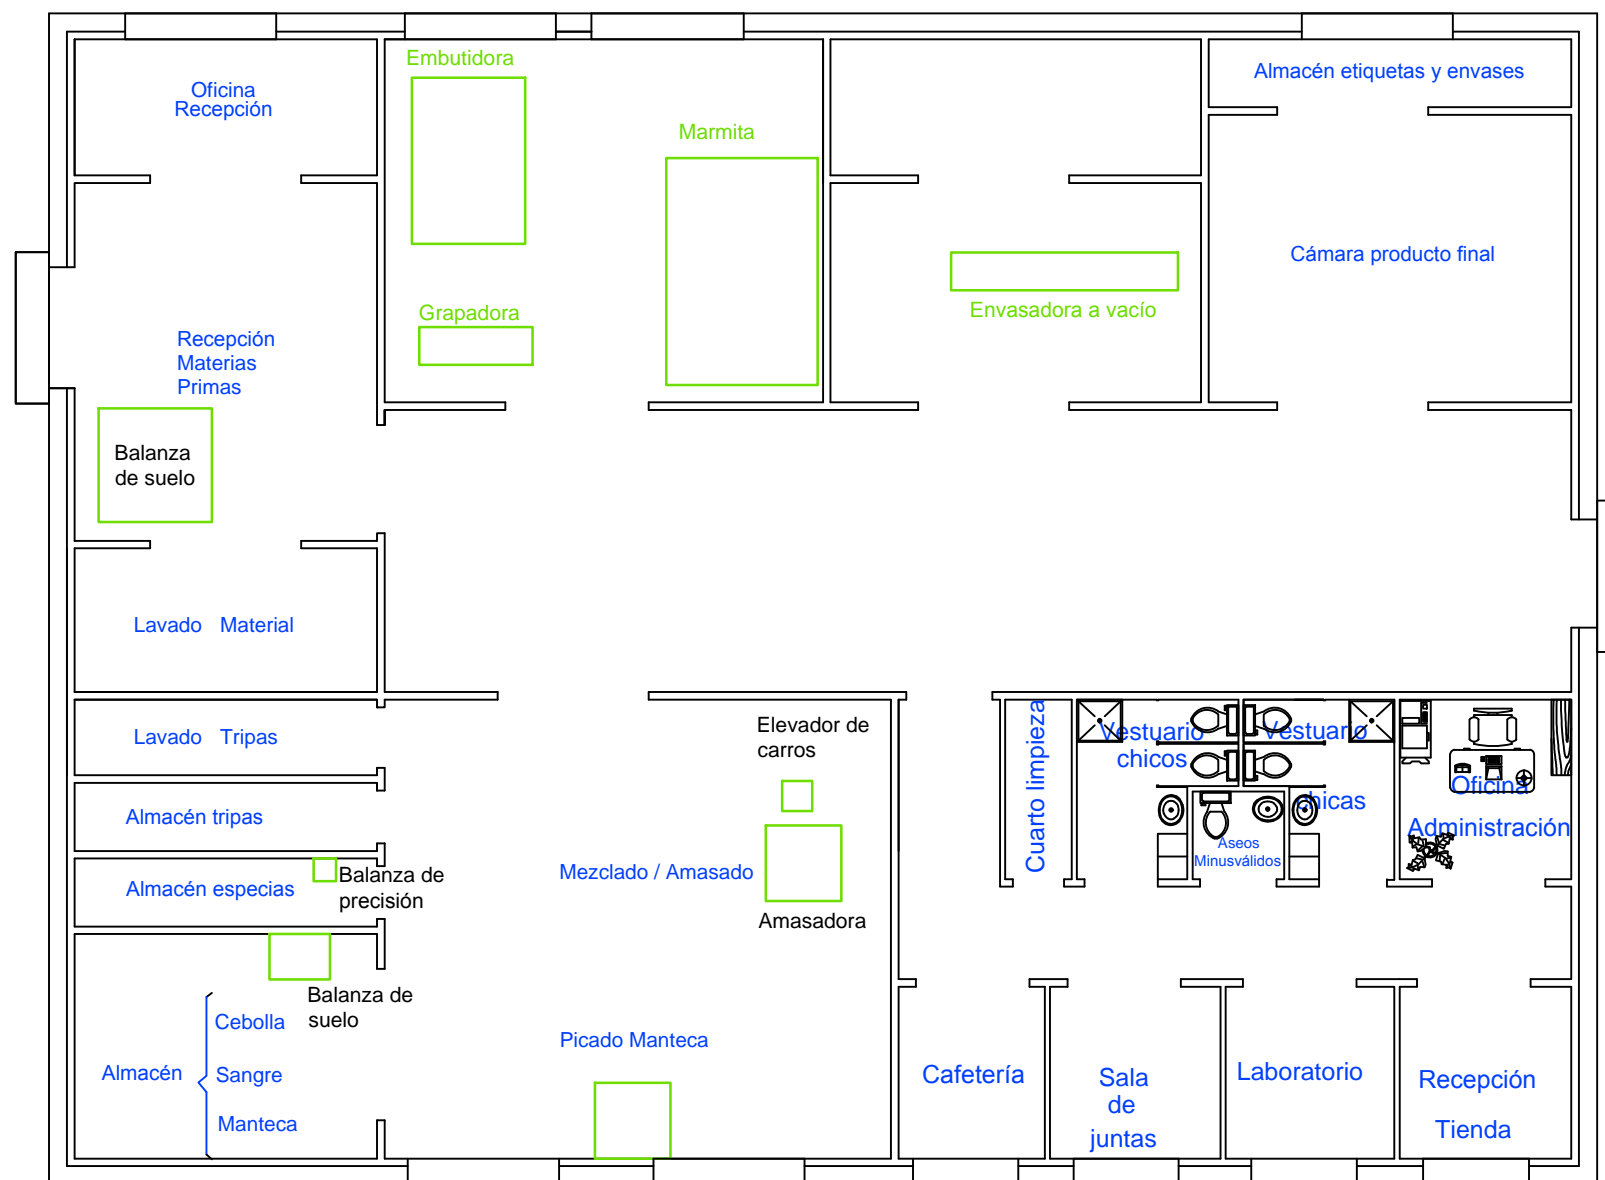 Embutidora
Almacén etiquetas y envases
Oficina
Recepción
Marmita
Cámara producto final
Grapadora
Envasadora a vacío
Recepción
Materias
Primas
Balanza
de suelo
Lavado Material
Lavado Tripas
Almacén tripas
Almacén especias
Balanza de
precisión
Balanza de
suelo
Almacén
Cebolla
Sangre
Manteca
Elevador de
carros
Mezclado / Amasado
Amasadora
Picado Manteca
Cuarto limpieza
Vestuario
chicos
Vestuario
chicas
Aseos
Minusválidos
Oficina
Administración
Cafetería
Sala
de
juntas
Laboratorio
Recepción
Tienda